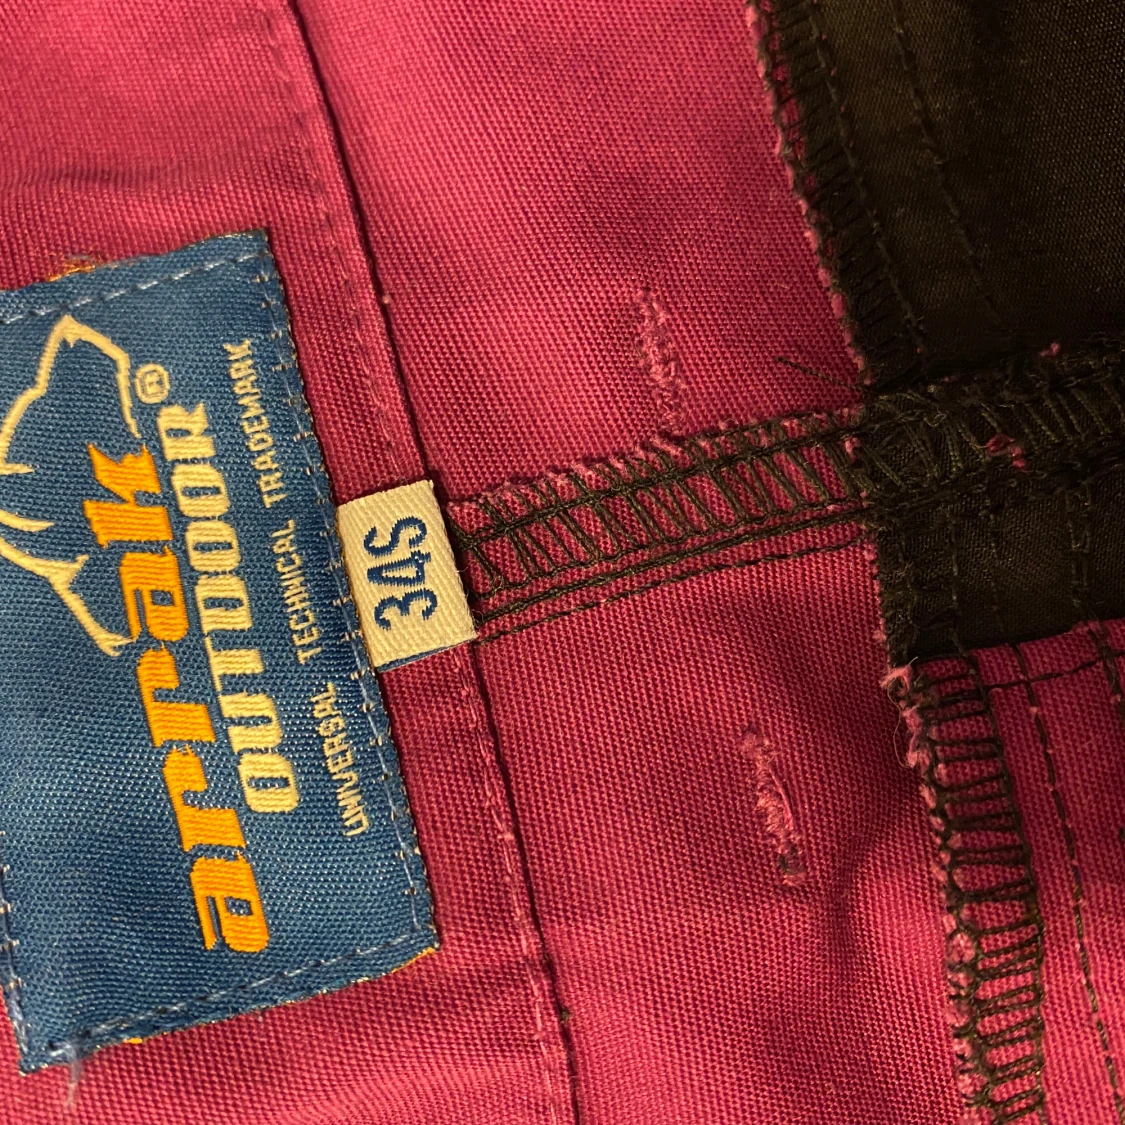 arrak®
OUTDOOR
UNIVERSAL TECHNICAL TRADEMARK
34S